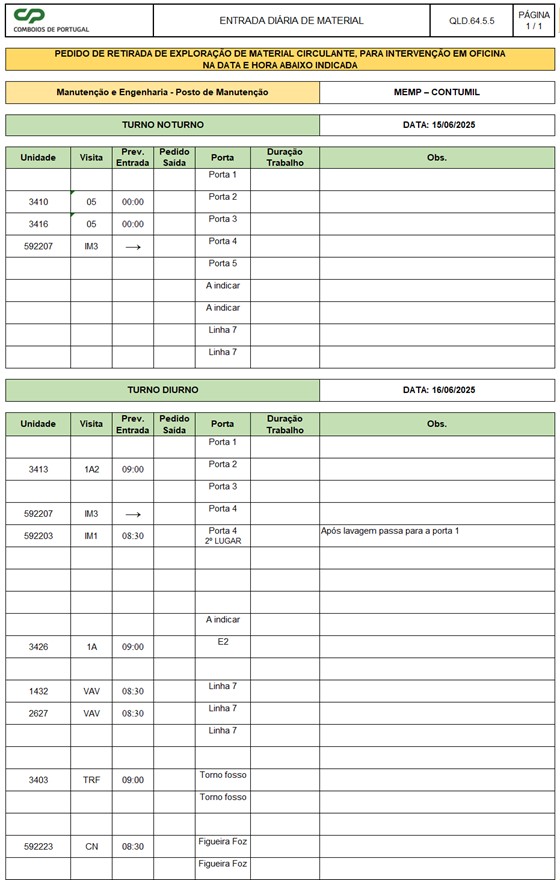 CP
COMBOIOS DE PORTUGAL
ENTRADA DIÁRIA DE MATERIAL
QLD.64.5.5
PÁGINA
1 / 1
PEDIDO DE RETIRADA DE EXPLORAÇÃO DE MATERIAL CIRCULANTE, PARA INTERVENÇÃO EM OFICINA
NA DATA E HORA ABAIXO INDICADA
Manutenção e Engenharia - Posto de Manutenção
MEMP – CONTUMIL
TURNO NOTURNO
DATA: 15/06/2025
Unidade Visita Prev. Entrada Pedido Saída Porta Duração Trabalho Obs.
Porta 1
3410 05 00:00 Porta 2
3416 05 00:00 Porta 3
592207 IM3 → Porta 4
Porta 5
A indicar
A indicar
Linha 7
Linha 7
TURNO DIURNO
DATA: 16/06/2025
Unidade Visita Prev. Entrada Pedido Saída Porta Duração Trabalho Obs.
Porta 1
3413 1A2 09:00 Porta 2
Porta 3
592207 IM3 → Porta 4
592203 IM1 08:30 Porta 4 Após lavagem passa para a porta 1
2º LUGAR
A indicar
3426 1A 09:00 E2
1432 VAV 08:30 Linha 7
2627 VAV 08:30 Linha 7
Linha 7
3403 TRF 09:00 Torno fosso
Torno fosso
592223 CN 08:30 Figueira Foz
Figueira Foz